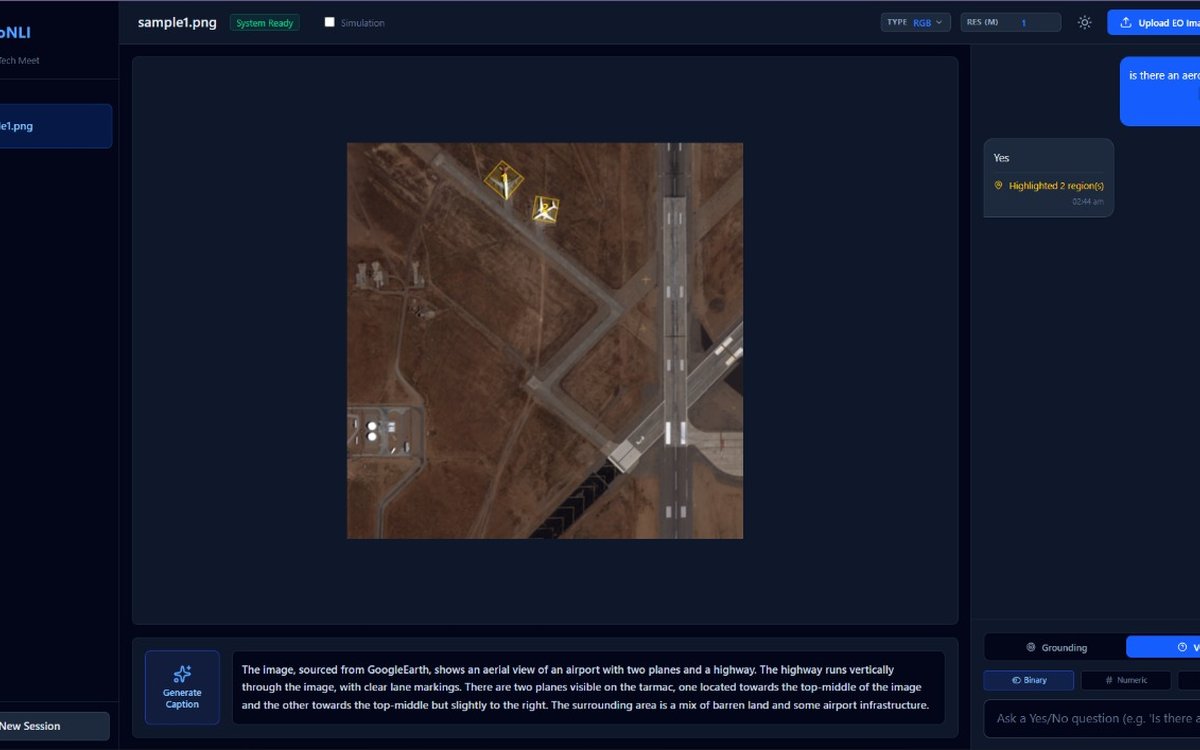 oNLI
Tech Meet
le1.png
New Session
sample1.png
System Ready
Simulation
TYPE RGB
RES (M) 1
Upload EO Ima
1
2
Generate
Caption
The image, sourced from GoogleEarth, shows an aerial view of an airport with two planes and a highway. The highway runs vertically
through the image, with clear lane markings. There are two planes visible on the tarmac, one located towards the top-middle of the image
and the other towards the top-middle but slightly to the right. The surrounding area is a mix of barren land and some airport infrastructure.
is there an aero
Yes
Highlighted 2 region(s)
02:44 am
Grounding
V
Binary
# Numeric
Ask a Yes/No question (e.g. 'Is there a